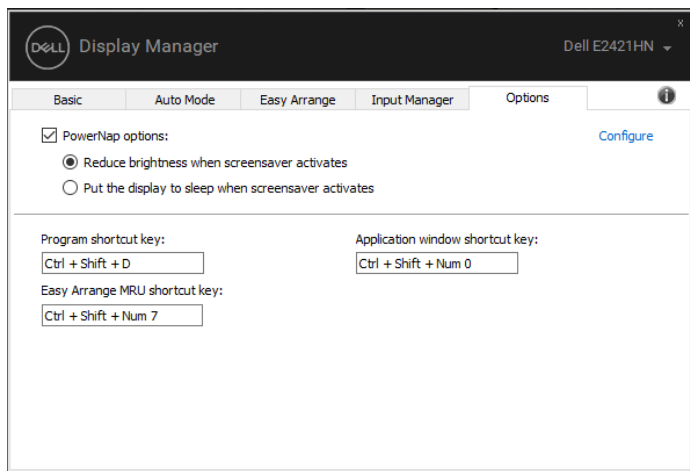 x
DELL Display Manager Dell E2421HN
Basic Auto Mode Easy Arrange Input Manager Options i
PowerNap options: Configure
Reduce brightness when screensaver activates
Put the display to sleep when screensaver activates
Program shortcut key: Application window shortcut key:
Ctrl + Shift + D Ctrl + Shift + Num 0
Easy Arrange MRU shortcut key:
Ctrl + Shift + Num 7